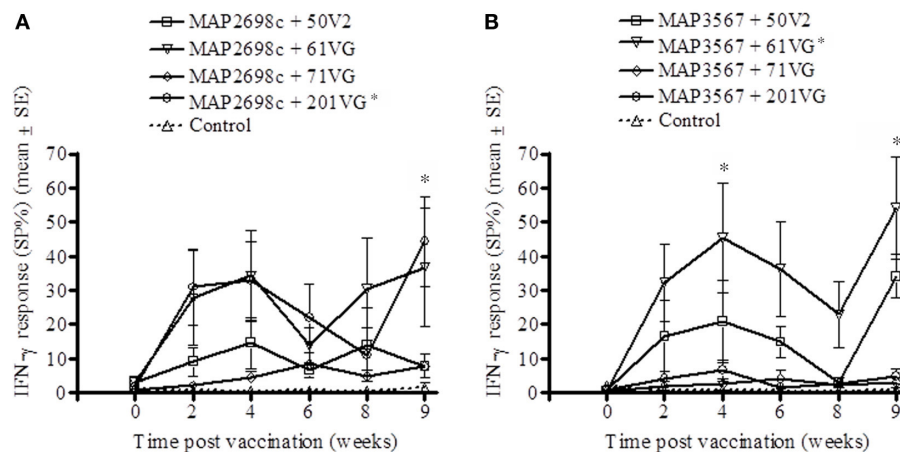 A
MAP2698c + 50V2
MAP2698c + 61VG
MAP2698c + 71VG
MAP2698c + 201VG *
Control
IFN-γ response (SP%) (mean ± SE)
70
60
50
40
30
20
10
0
*
0 2 4 6 8 9
Time post vaccination (weeks)
B
MAP3567 + 50V2
MAP3567 + 61VG *
MAP3567 + 71VG
MAP3567 + 201VG
Control
IFN-γ response (SP%) (mean ± SE)
70
60
50
40
30
20
10
0
* *
0 2 4 6 8 9
Time post vaccination (weeks)